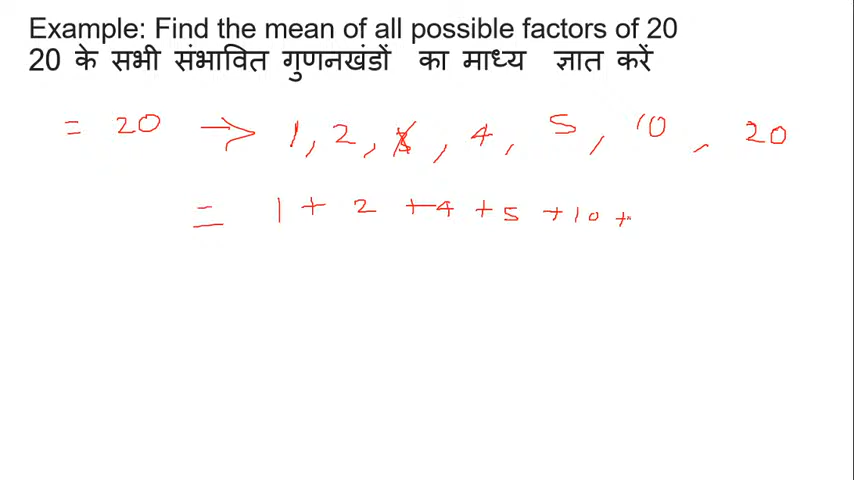 Example: Find the mean of all possible factors of 20
20 के सभी संभावित गुणनखंडों का माध्य ज्ञात करें
= 20 → 1, 2, 3, 4, 5, 10, 20
= 1 + 2 + 4 + 5 + 10 +